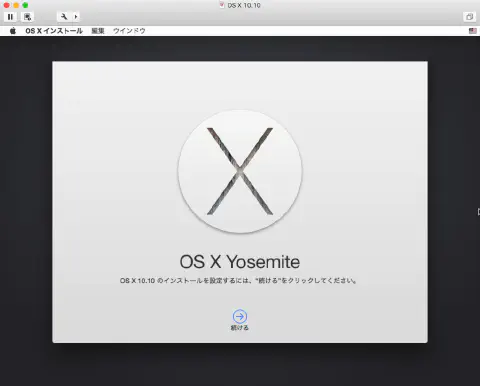 OS X 10.10
OS X インストール 編集 ウインドウ
OS X Yosemite
OS X 10.10 のインストールを設定するには、"続ける"をクリックしてください。
続ける